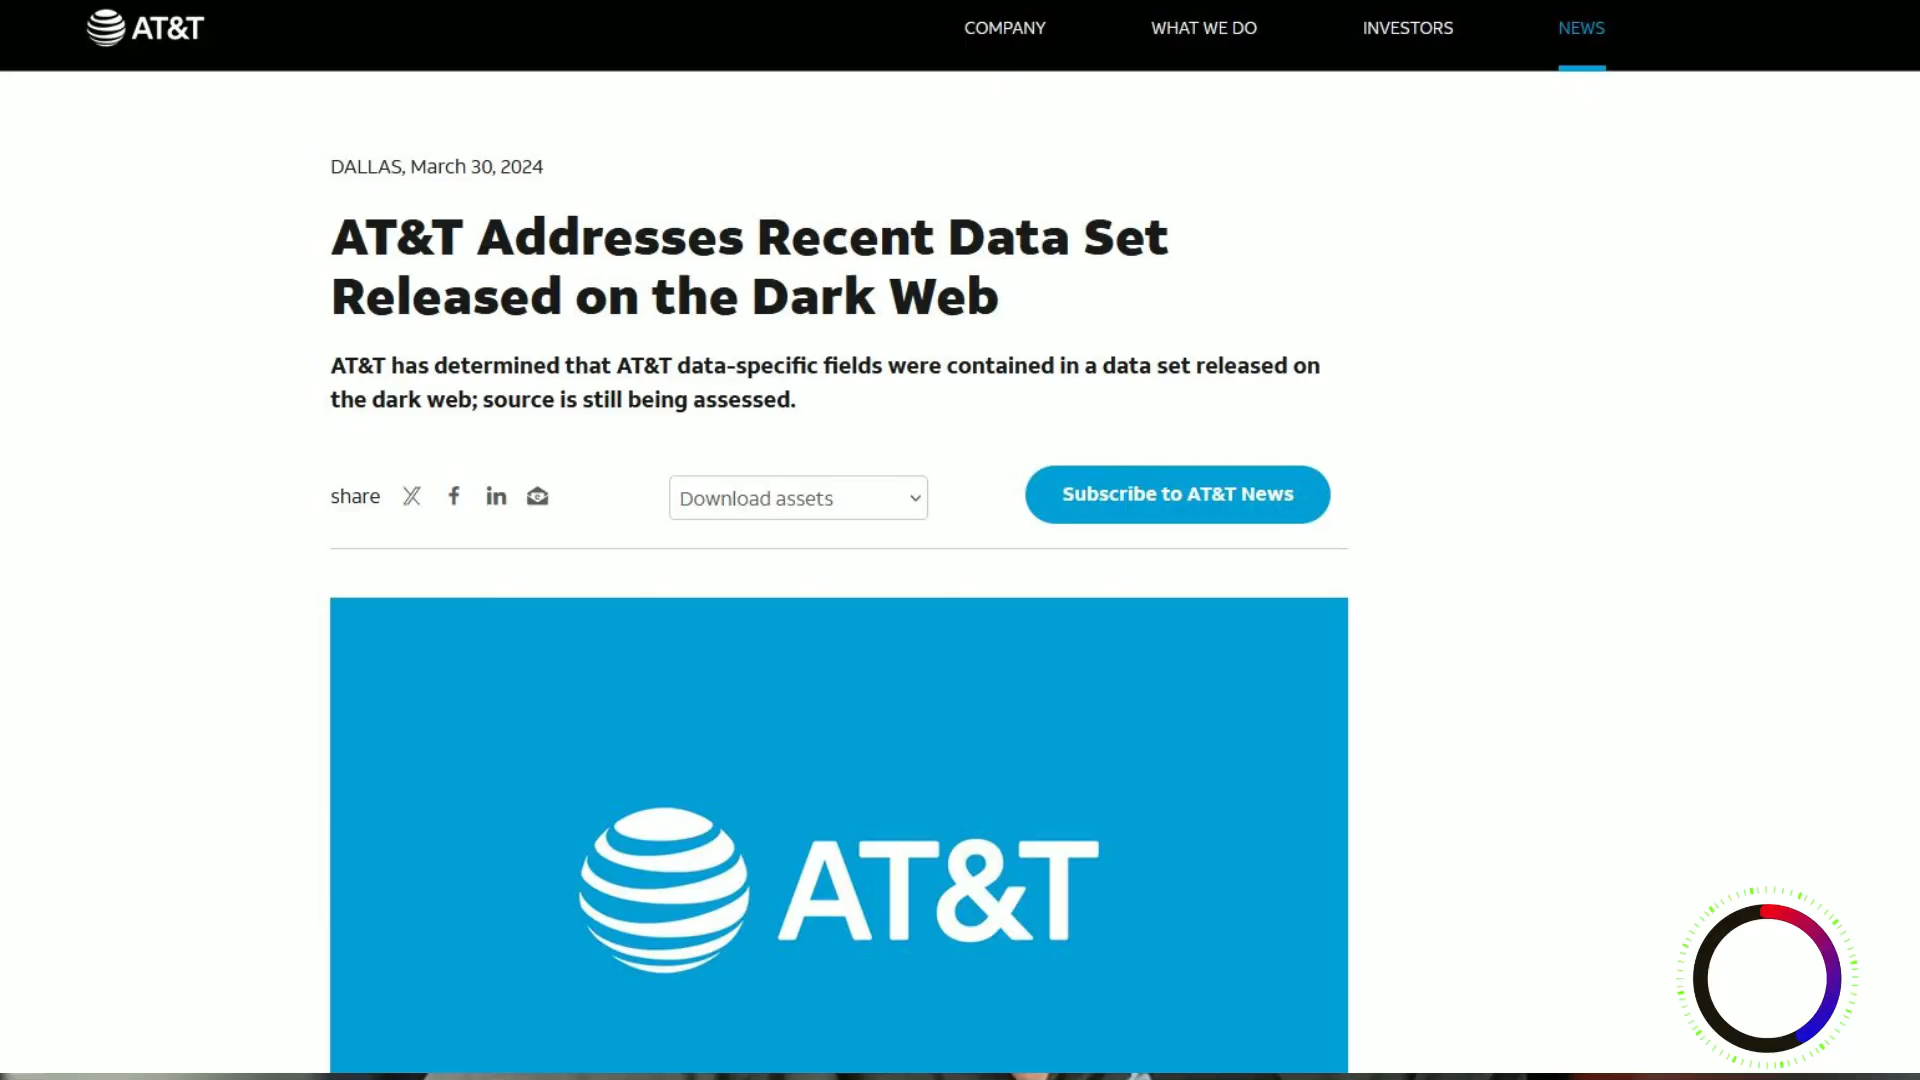 AT&T
COMPANY
WHAT WE DO
INVESTORS
NEWS
DALLAS, March 30, 2024
AT&T Addresses Recent Data Set
Released on the Dark Web
AT&T has determined that AT&T data-specific fields were contained in a data set released on
the dark web; source is still being assessed.
share
Download assets
Subscribe to AT&T News
AT&T